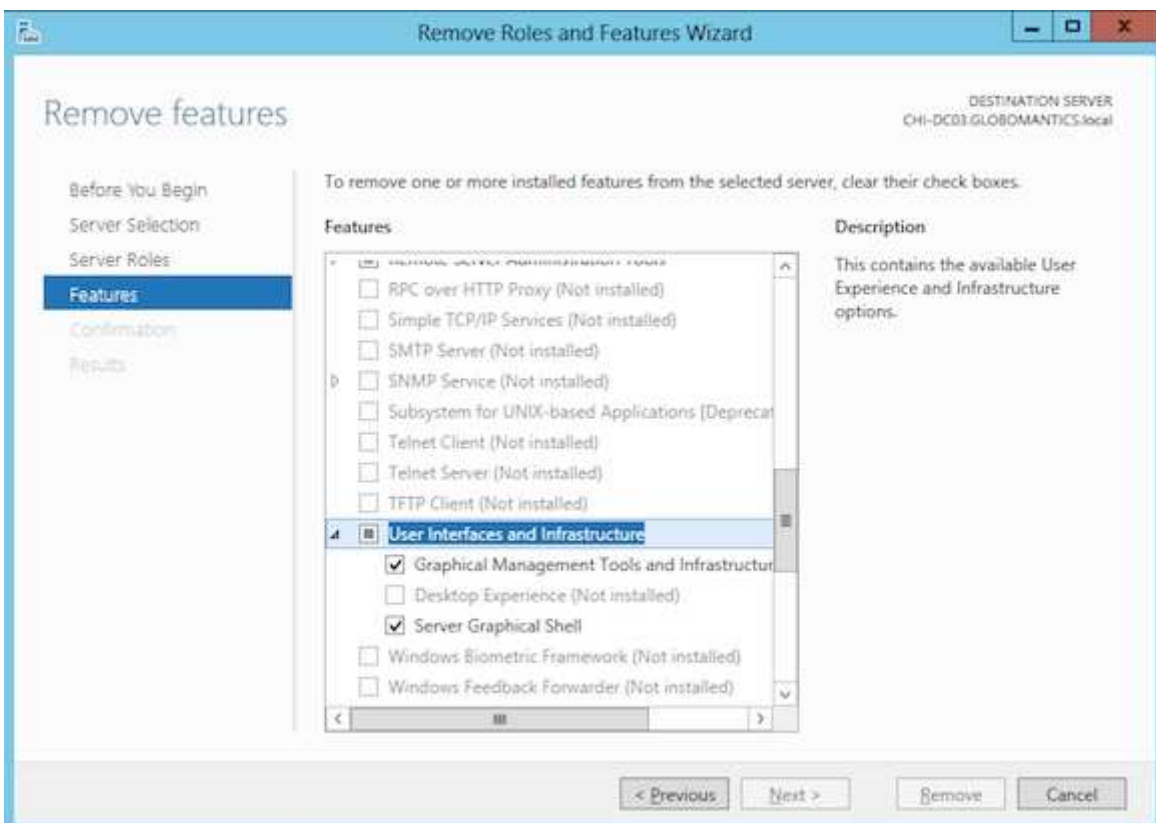 Remove Roles and Features Wizard
Remove features
DESTINATION SERVER
CHI-DC03.GLOBOMANTICS.local
Before You Begin
Server Selection
Server Roles
Features
Confirmation
Results
To remove one or more installed features from the selected server, clear their check boxes.
Features
Remote Server Administration Tools
RPC over HTTP Proxy (Not installed)
Simple TCP/IP Services (Not installed)
SMTP Server (Not installed)
SNMP Service (Not installed)
Subsystem for UNIX-based Applications [Deprecat
Telnet Client (Not installed)
Telnet Server (Not installed)
TFTP Client (Not installed)
User Interfaces and Infrastructure
Graphical Management Tools and Infrastructur
Desktop Experience (Not installed)
Server Graphical Shell
Windows Biometric Framework (Not installed)
Windows Feedback Forwarder (Not installed)
Description
This contains the available User
Experience and Infrastructure
options.
< Previous
Next >
Remove
Cancel